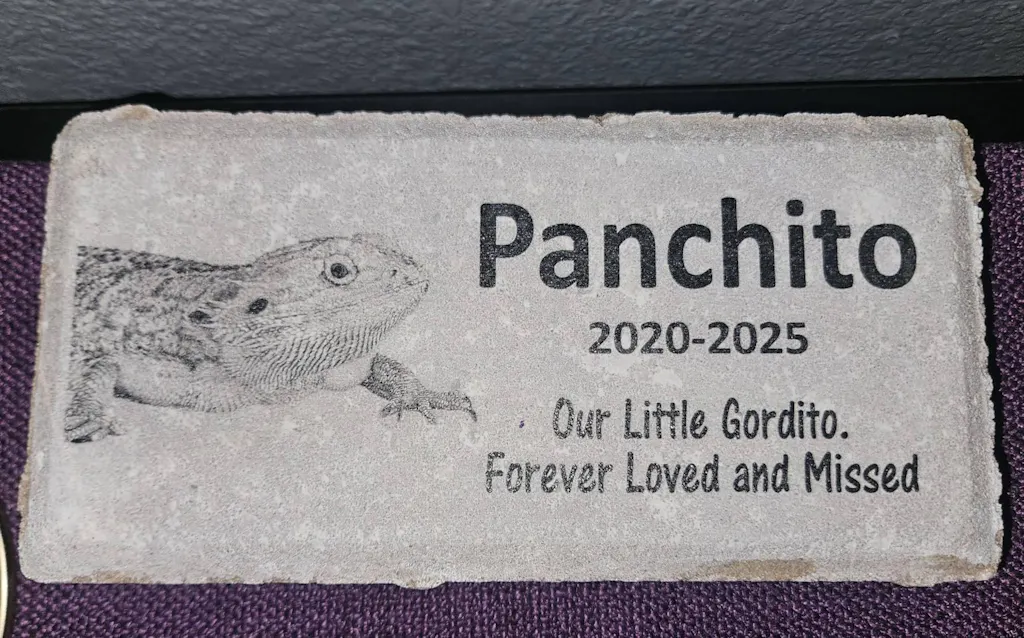 Panchito
2020-2025
Our Little Gordito.
Forever Loved and Missed